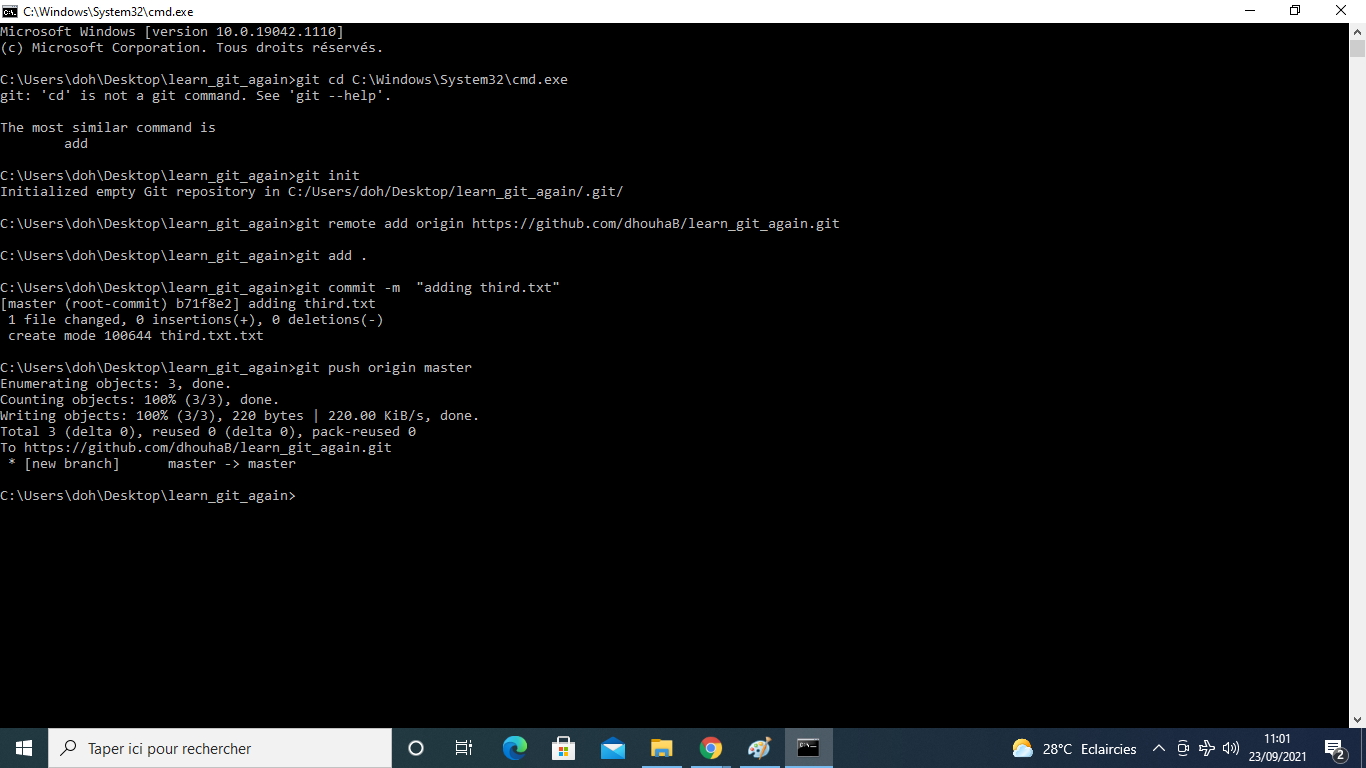 C:\Windows\System32\cmd.exe
Microsoft Windows [version 10.0.19042.1110]
(c) Microsoft Corporation. Tous droits réservés.
C:\Users\doh\Desktop\learn_git_again>git cd C:\Windows\System32\cmd.exe
git: 'cd' is not a git command. See 'git --help'.
The most similar command is
add
C:\Users\doh\Desktop\learn_git_again>git init
Initialized empty Git repository in C:/Users/doh/Desktop/learn_git_again/.git/
C:\Users\doh\Desktop\learn_git_again>git remote add origin https://github.com/dhouhaB/learn_git_again.git
C:\Users\doh\Desktop\learn_git_again>git add .
C:\Users\doh\Desktop\learn_git_again>git commit -m  "adding third.txt"
[master (root-commit) b71f8e2] adding third.txt
1 file changed, 0 insertions(+), 0 deletions(-)
create mode 100644 third.txt.txt
C:\Users\doh\Desktop\learn_git_again>git push origin master
Enumerating objects: 3, done.
Counting objects: 100% (3/3), done.
Writing objects: 100% (3/3), 220 bytes | 220.00 KiB/s, done.
Total 3 (delta 0), reused 0 (delta 0), pack-reused 0
To https://github.com/dhouhaB/learn_git_again.git
* [new branch]      master -> master
C:\Users\doh\Desktop\learn_git_again>
Taper ici pour rechercher
28°C Eclaircies
11:01
23/09/2021
2